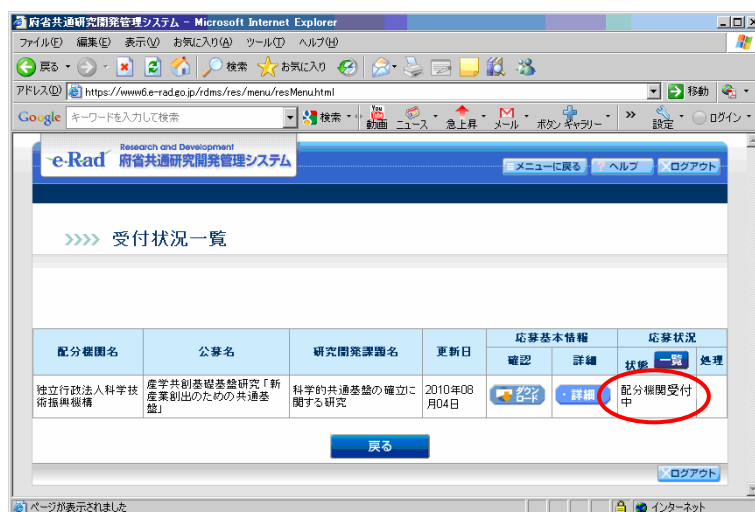 府省共通研究開発管理システム - Microsoft Internet Explorer
ファイル(F) 編集(E) 表示(V) お気に入り(A) ツール(T) ヘルプ(H)
戻る 検索 お気に入り
アドレス(D) https://www6.e-rad.go.jp/rdms/res/menu/resMenu.html 移動
Google キーワードを入力して検索 検索 You 動画 ニュース 急上昇 メール ボタン ギャラリー » 設定 ログイン
Research and Development
e-Rad 府省共通研究開発管理システム
メニューに戻る ? ヘルプ ログアウト
>>>> 受付状況一覧
配分機関名 公募名 研究開発課題名 更新日 応募基本情報 応募状況
確認 詳細 状態 一覧 処理
独立行政法人科学技術振興機構
産学共創基礎基盤研究「新産業創出のための共通基盤」
科学的共通基盤の確立に関する研究
2010年08月04日
ダウンロード
・詳細
配分機関受付中
戻る
ログアウト
ページが表示されました インターネット